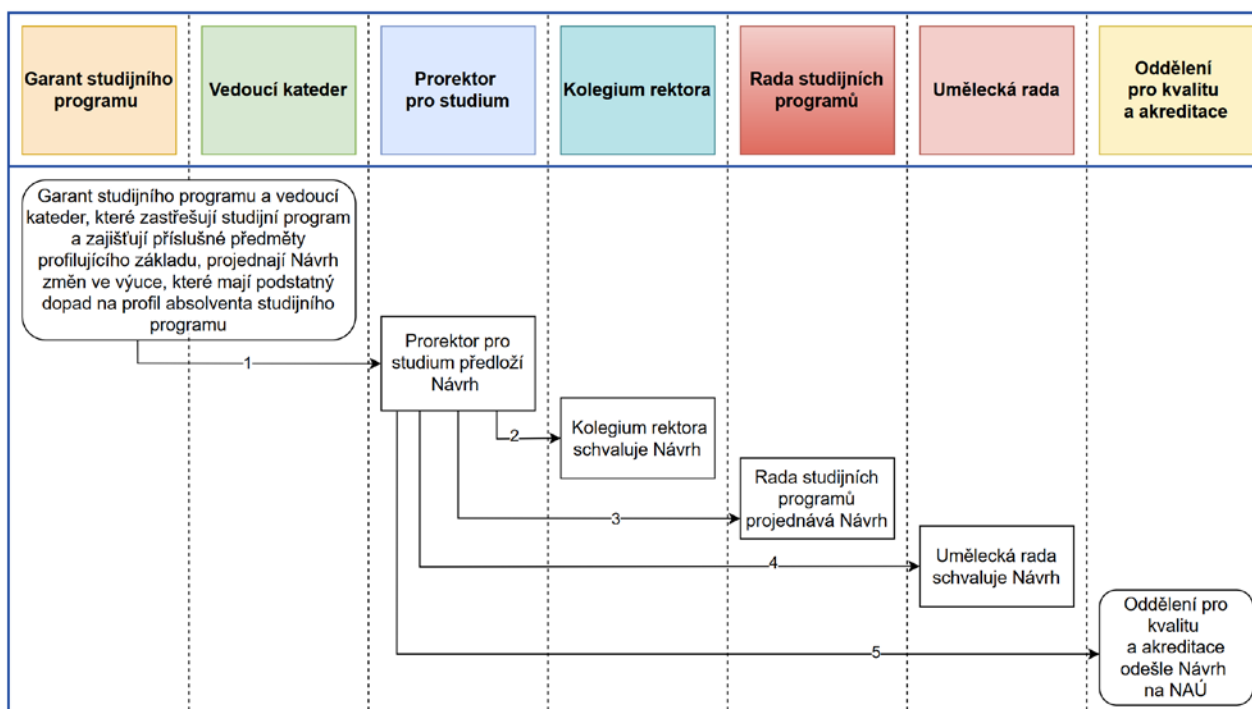 Garant studijního
programu
Vedoucí kateder
Prorektor
pro studium
Kolegium rektora
Rada studijních
programů
Umělecká rada
Oddělení
pro kvalitu
a akreditace
Garant studijního programu a vedoucí
kateder, které zastřešují studijní program
a zajišťují příslušné předměty
profilujícího základu, projednají Návrh
změn ve výuce, které mají podstatný
dopad na profil absolventa studijního
programu
1
Prorektor pro
studium předloží
Návrh
2
Kolegium rektora
schvaluje Návrh
3
Rada studijních
programů
projednává Návrh
4
Umělecká rada
schvaluje Návrh
5
Oddělení pro
kvalitu
a akreditace
odešle Návrh
na NAÚ